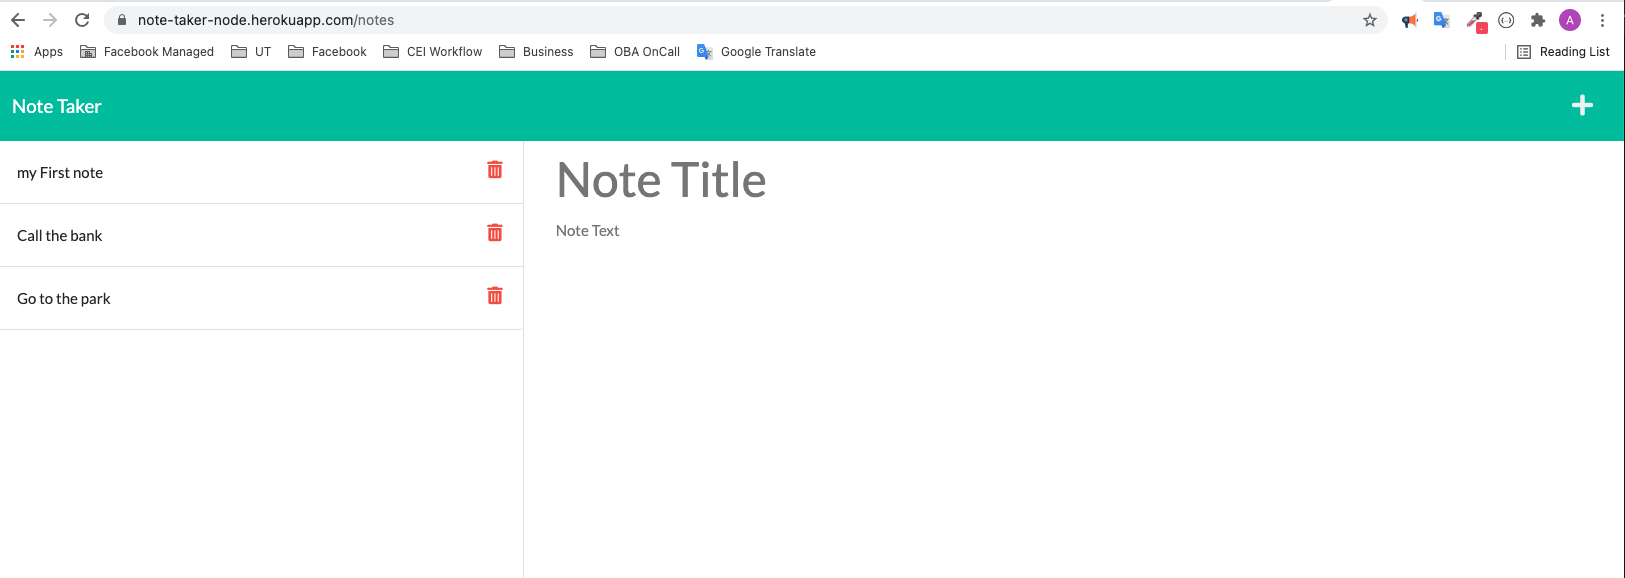 note-taker-node.herokuapp.com/notes
A
Apps Facebook Managed UT Facebook CEI Workflow Business OBA OnCall Google Translate Reading List
Note Taker
my First note
Call the bank
Go to the park
Note Title
Note Text